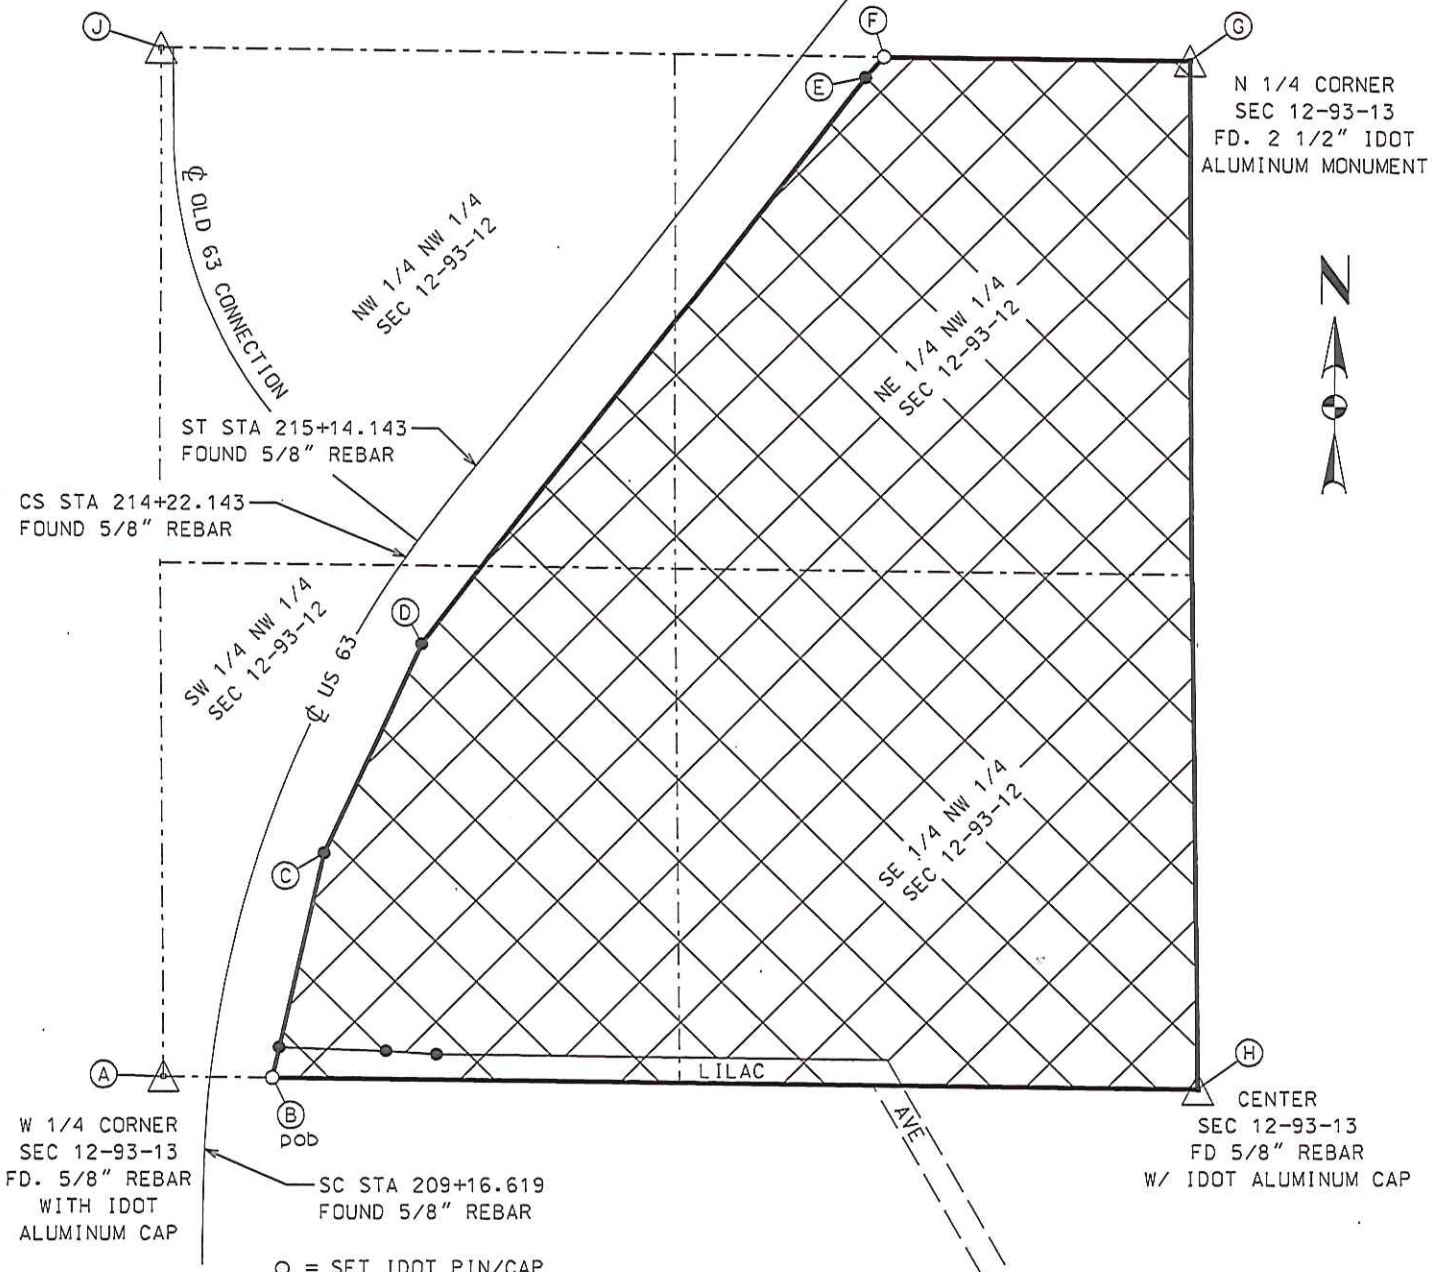 J
F
G
E
N 1/4 CORNER
SEC 12-93-13
FD. 2 1/2" IDOT
ALUMINUM MONUMENT
℄ OLD 63 CONNECTION
NW 1/4 NW 1/4
SEC 12-93-12
N
NE 1/4 NW 1/4
SEC 12-93-12
ST STA 215+14.143
FOUND 5/8" REBAR
CS STA 214+22.143
FOUND 5/8" REBAR
D
SW 1/4 NW 1/4
SEC 12-93-12
℄ US 63
SE 1/4 NW 1/4
SEC 12-93-12
C
A
LILAC
H
B
pob
AVE
W 1/4 CORNER
SEC 12-93-13
FD. 5/8" REBAR
WITH IDOT
ALUMINUM CAP
CENTER
SEC 12-93-13
FD 5/8" REBAR
W/ IDOT ALUMINUM CAP
SC STA 209+16.619
FOUND 5/8" REBAR
O = SET IDOT PIN/CAP